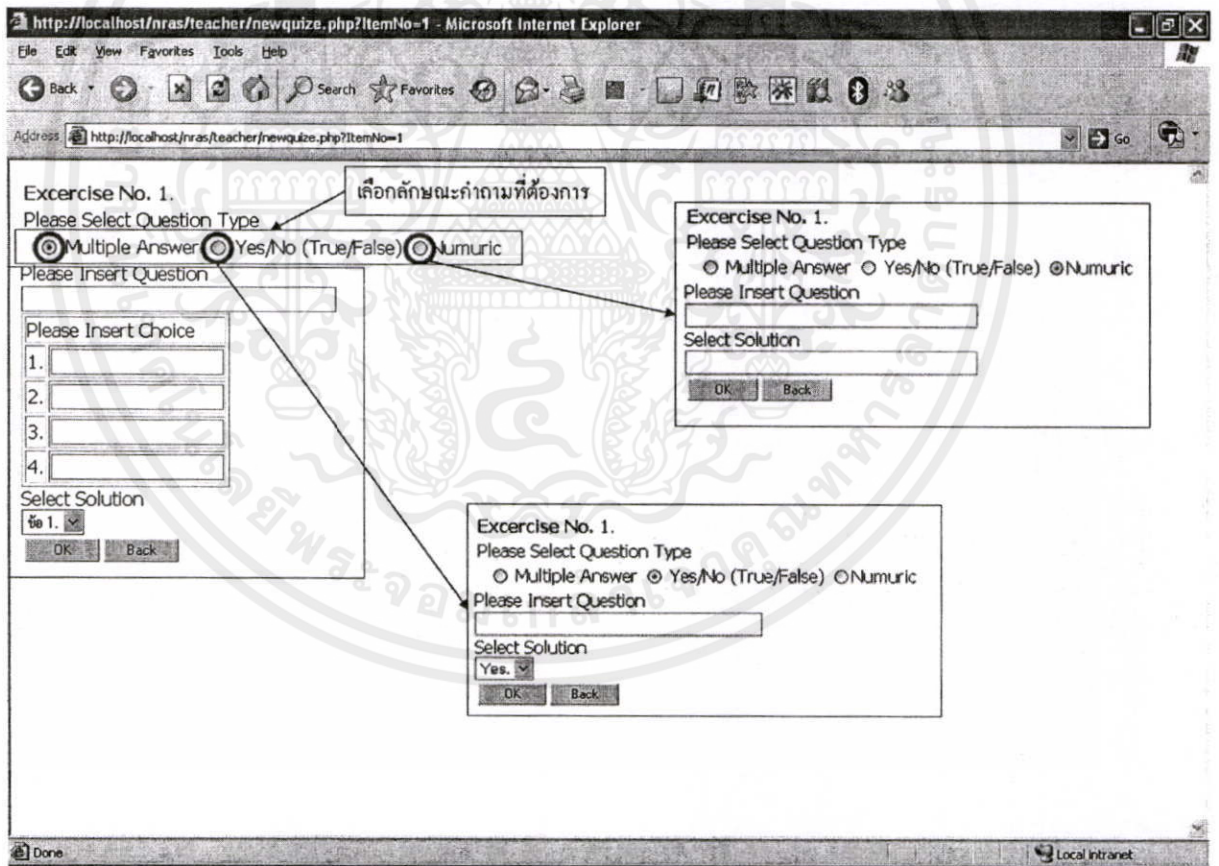 http://localhost/nras/teacher/newquize.php?ItemNo=1 - Microsoft Internet Explorer
File Edit View Favorites Tools Help
Back Search Favorites
Address http://localhost/nras/teacher/newquize.php?ItemNo=1 Go
Excercise No. 1.
Please Select Question Type
เลือกลักษณะคำถามที่ต้องการ
Multiple Answer Yes/No (True/False) Numuric
Please Insert Question
Please Insert Choice
1.
2.
3.
4.
Select Solution
ข้อ 1.
OK Back
Excercise No. 1.
Please Select Question Type
Multiple Answer Yes/No (True/False) Numuric
Please Insert Question
Select Solution
OK Back
Excercise No. 1.
Please Select Question Type
Multiple Answer Yes/No (True/False) Numuric
Please Insert Question
Select Solution
Yes.
OK Back
Done Local intranet